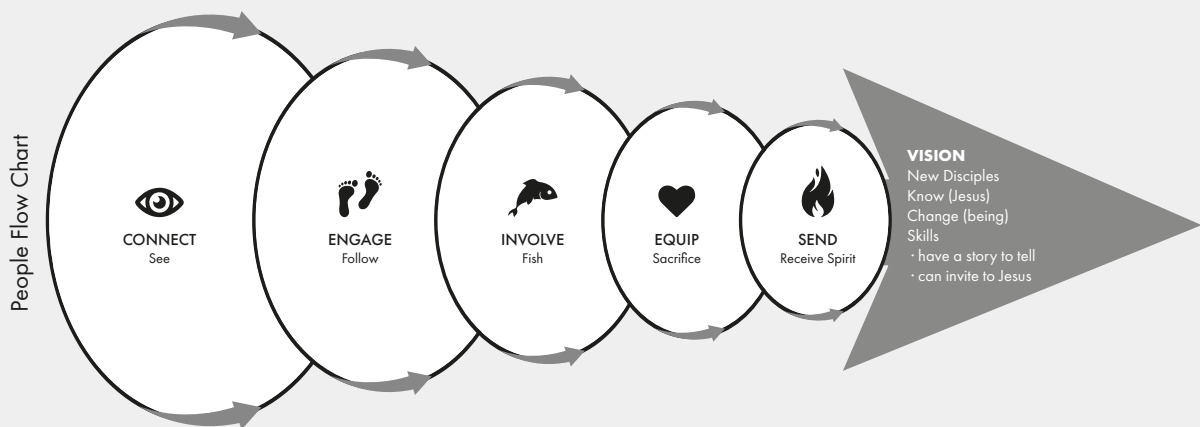 People Flow Chart
CONNECT
See
ENGAGE
Follow
INVOLVE
Fish
EQUIP
Sacrifice
SEND
Receive Spirit
VISION
New Disciples
Know (Jesus)
Change (being)
Skills
· have a story to tell
· can invite to Jesus